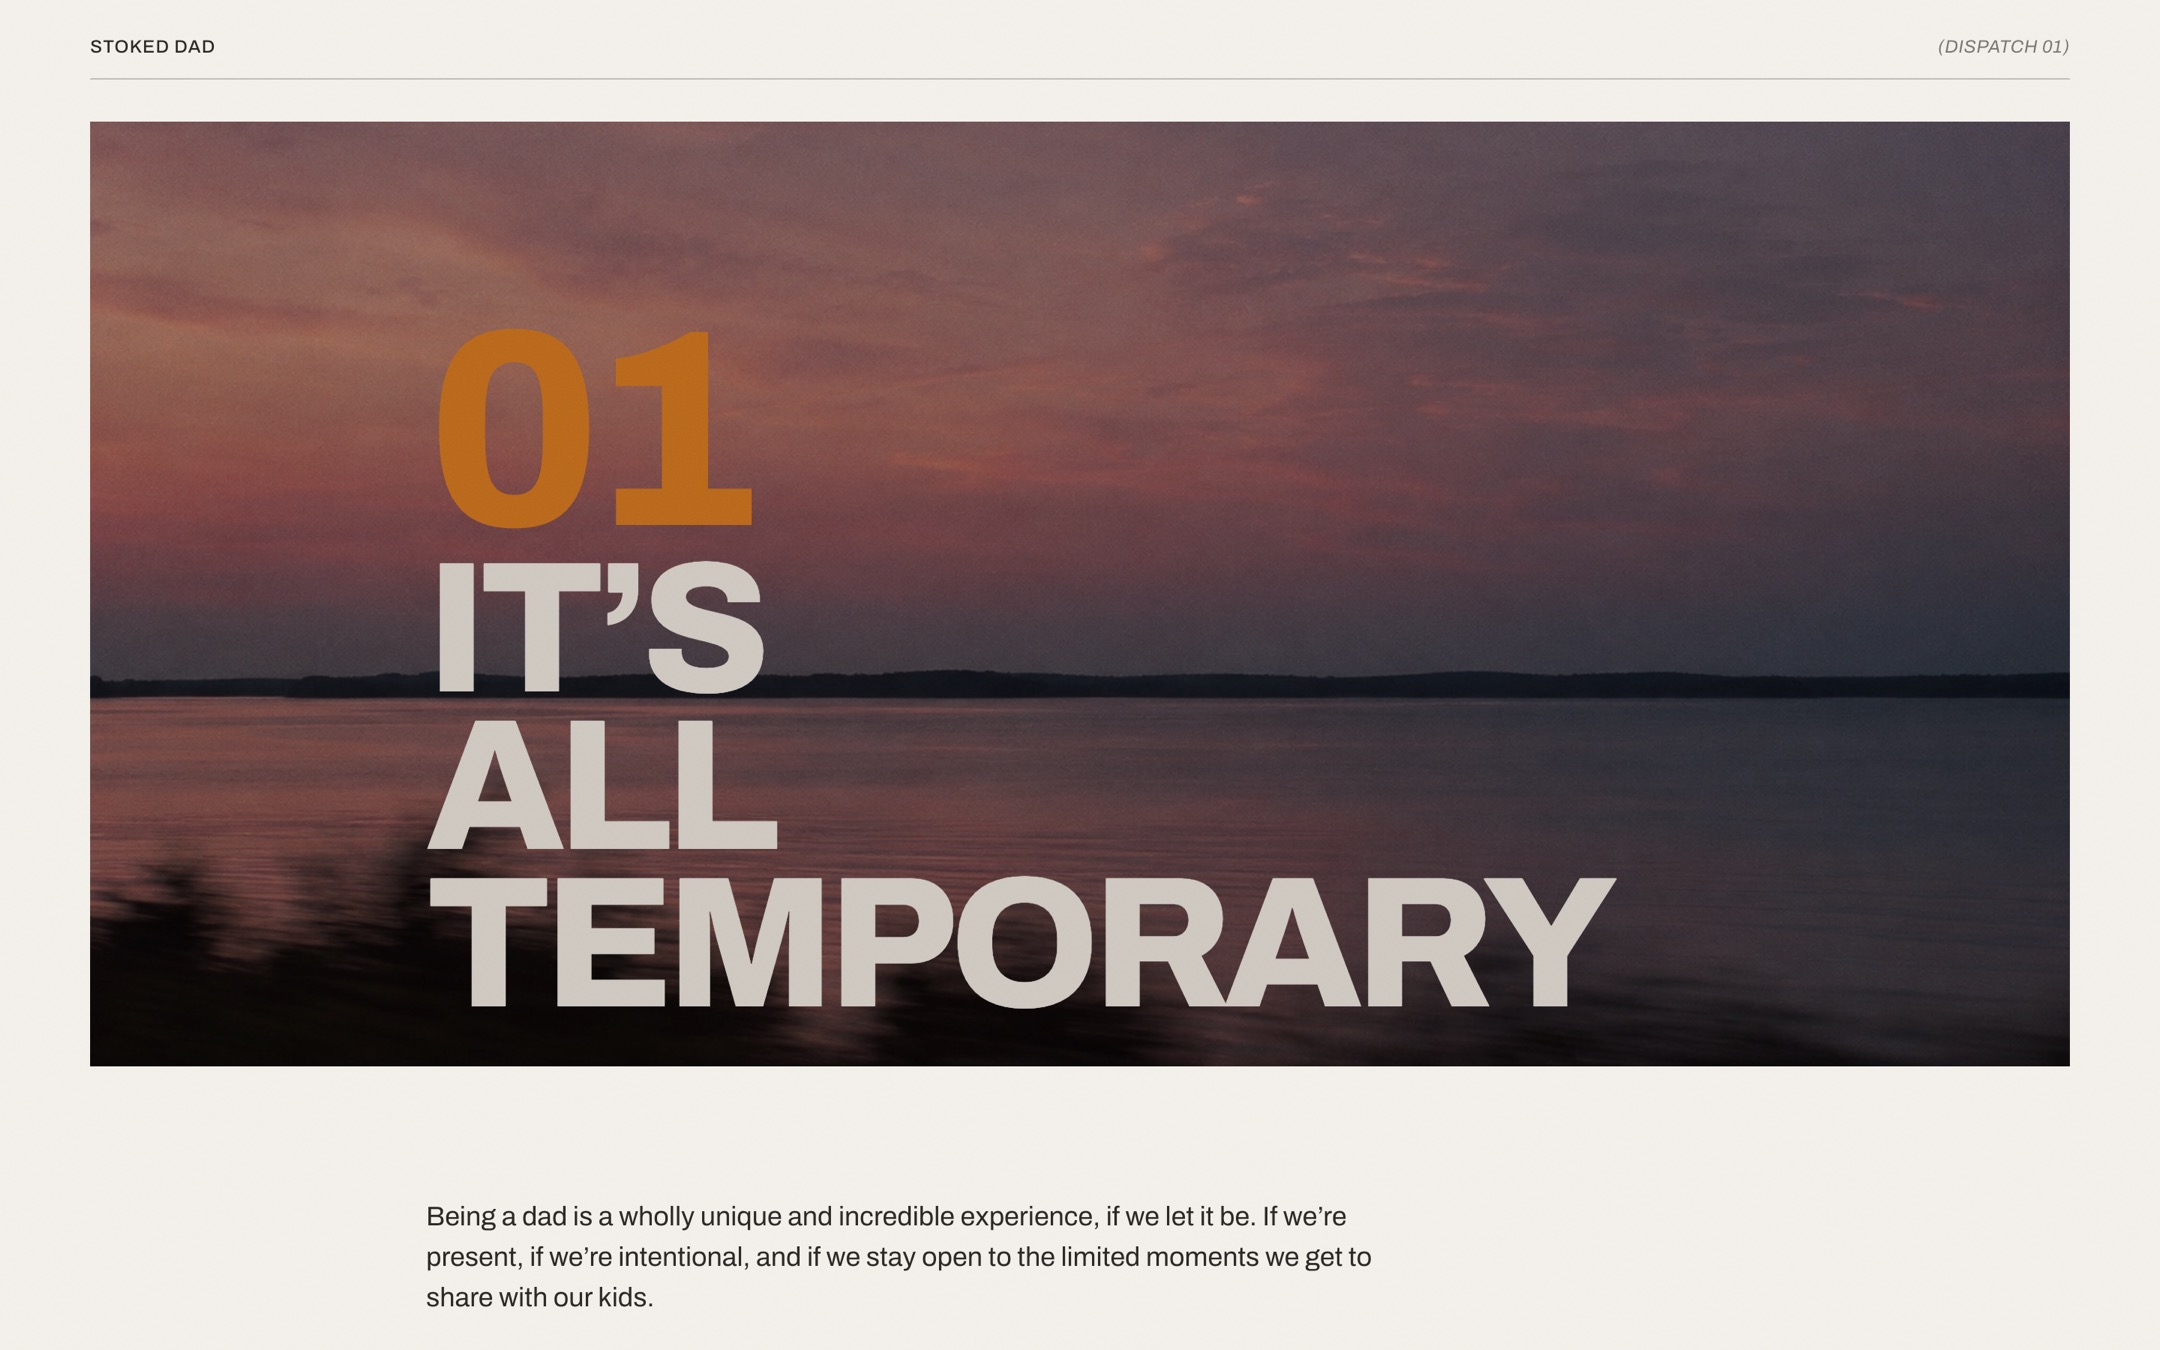 STOKED DAD
(DISPATCH 01)
01
IT’S
ALL
TEMPORARY
Being a dad is a wholly unique and incredible experience, if we let it be. If we’re
present, if we’re intentional, and if we stay open to the limited moments we get to
share with our kids.